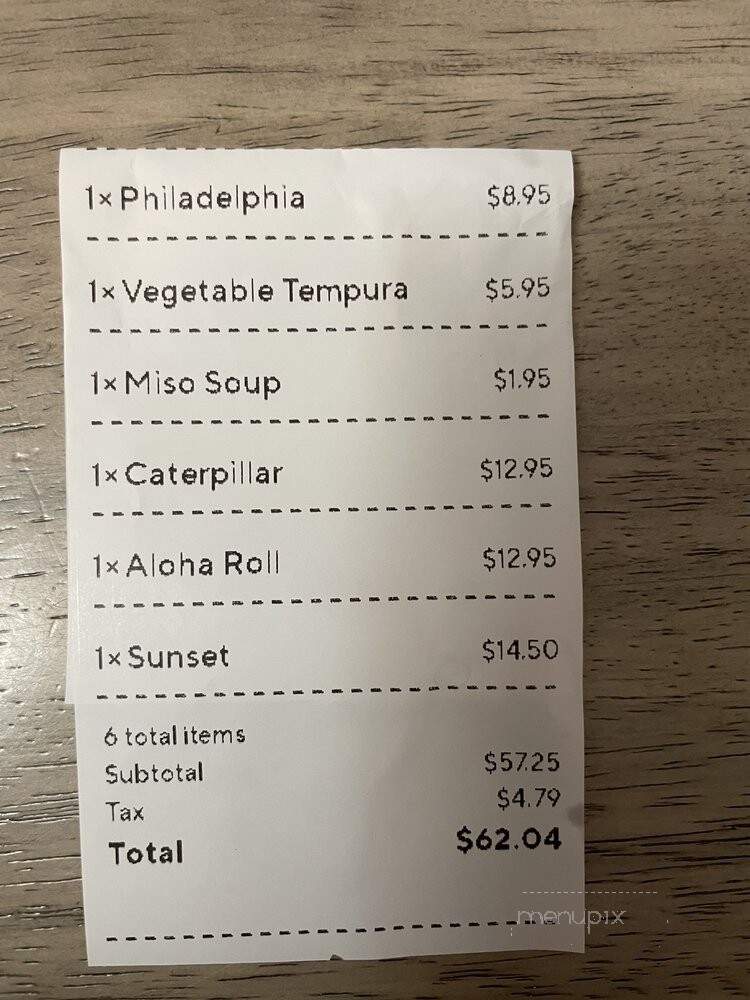 1× Philadelphia $8.95
1× Vegetable Tempura $5.95
1× Miso Soup $1.95
1× Caterpillar $12.95
1× Aloha Roll $12.95
1× Sunset $14.50
6 total items
Subtotal $57.25
Tax $4.79
Total $62.04
menupix